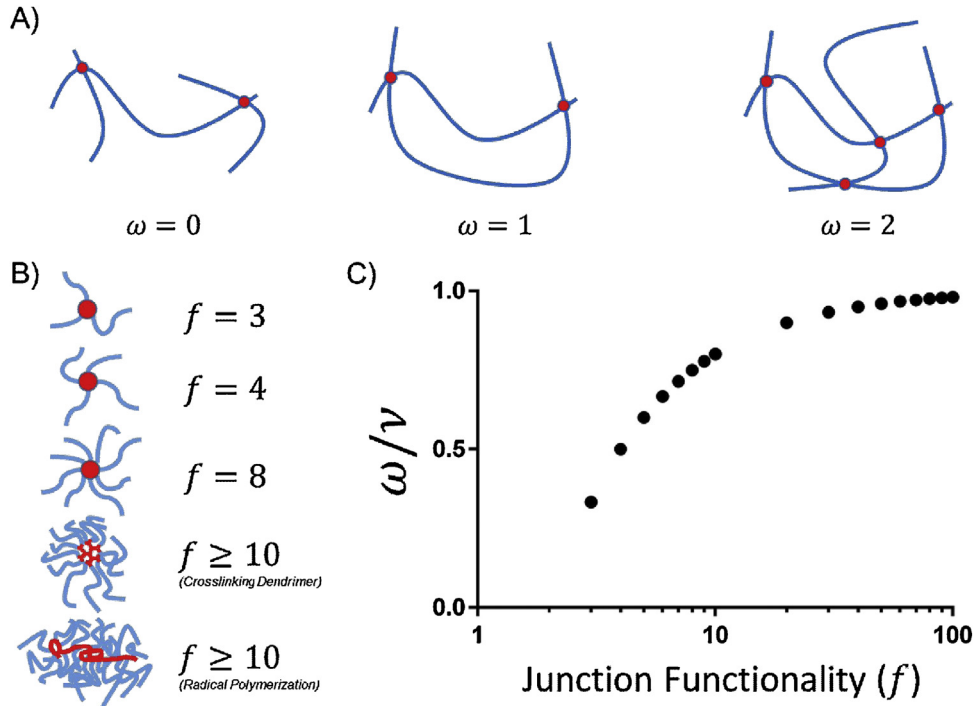 A)
ω = 0
ω = 1
ω = 2
B)
f = 3
f = 4
f = 8
f ≥ 10
(Crosslinking Dendrimer)
f ≥ 10
(Radical Polymerization)
C)
1.0
0.5
0.0
ω/ν
1
10
100
Junction Functionality (f)